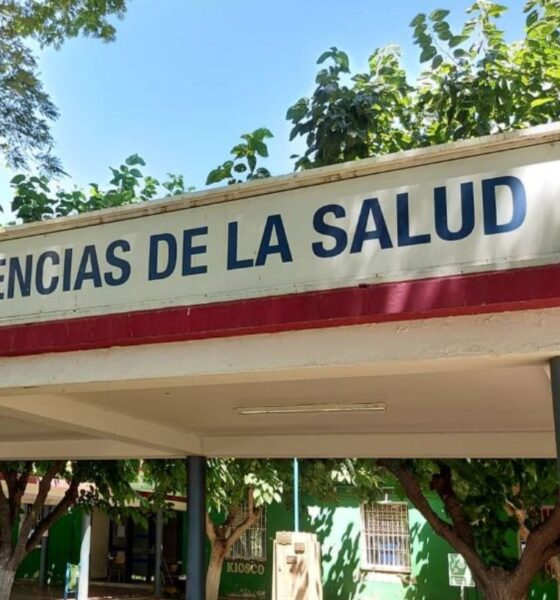 ENCIAS DE LA SALUD
KIOSCO